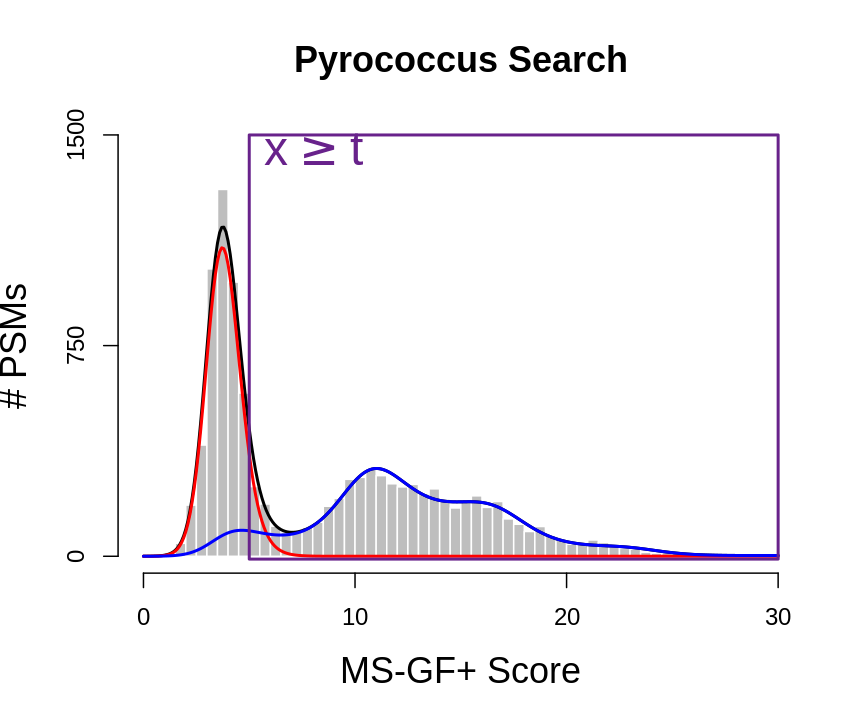 Pyrococcus Search
x ≥ t
1500
750
0
# PSMs
0 10 20 30
MS-GF+ Score